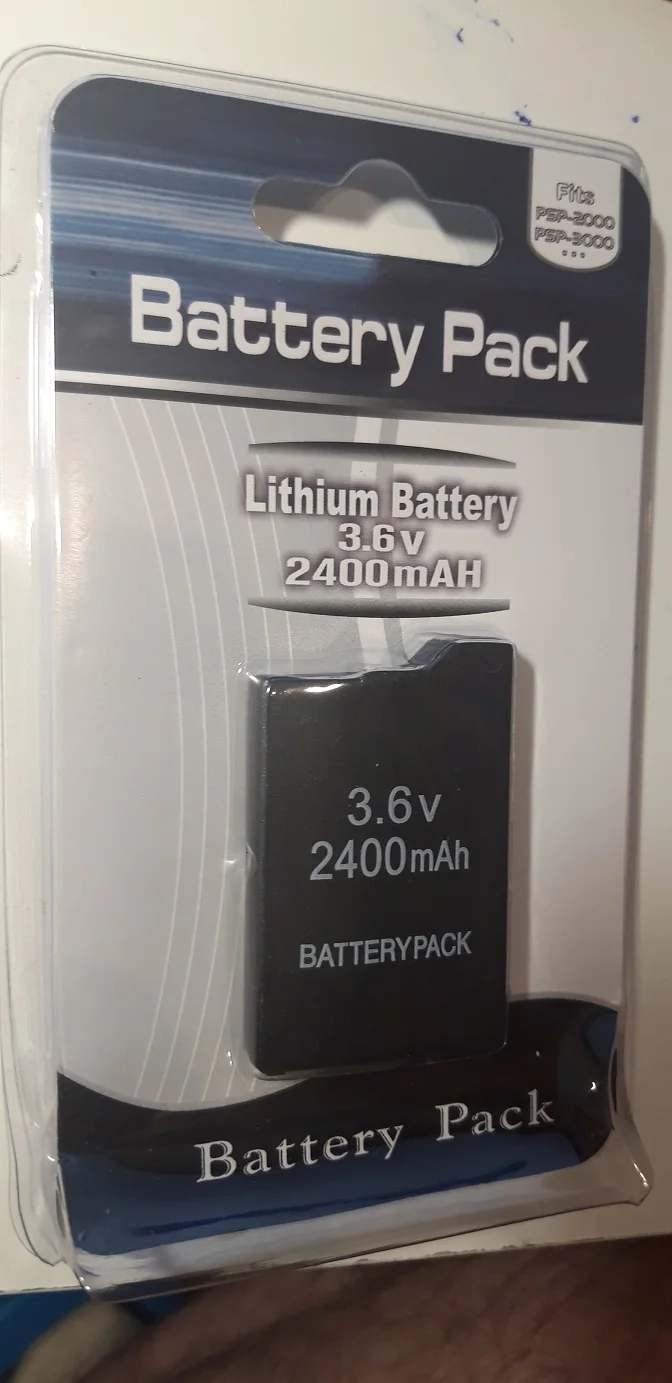 Fits
PSP-2000
PSP-3000
...
Battery Pack
Lithium Battery
3.6v
2400mAH
3.6v
2400mAh
BATTERYPACK
Battery Pack